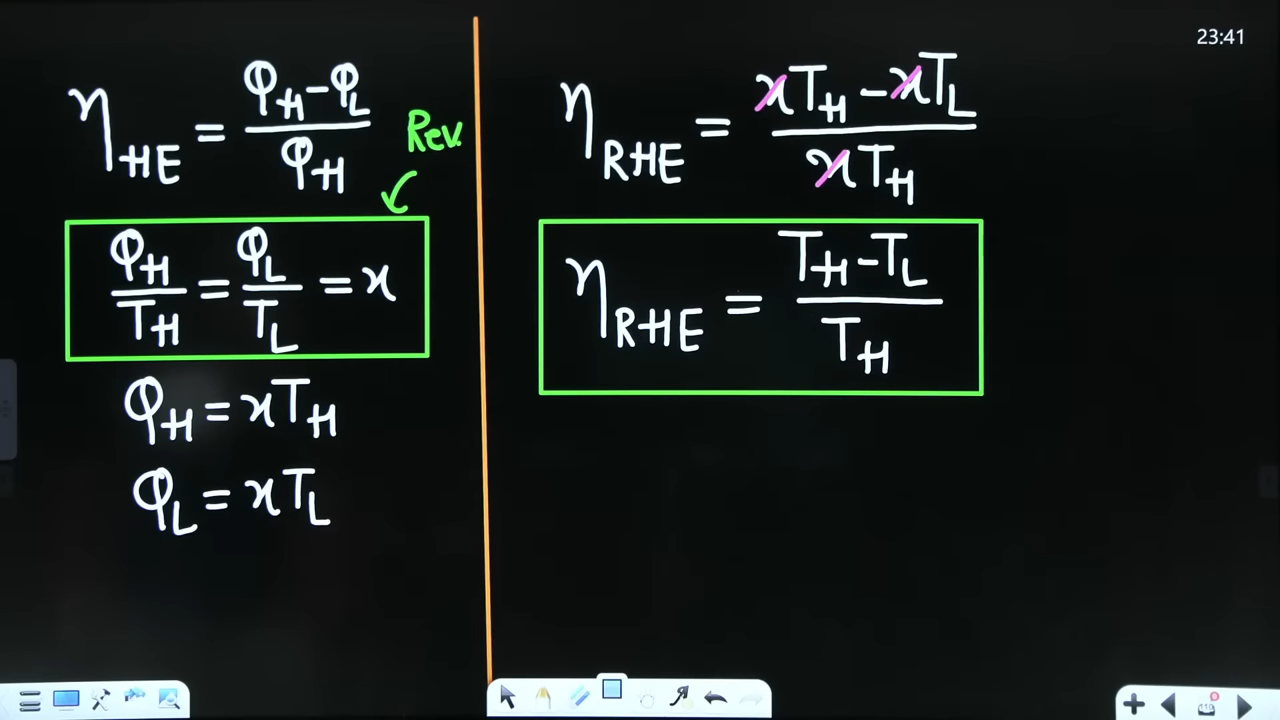 η_HE = (Q_H - Q_L) / Q_H
Rev.
Q_H / T_H = Q_L / T_L = x
Q_H = xT_H
Q_L = xT_L
23:41
η_RHE = (xT_H - xT_L) / (xT_H)
η_RHE = (T_H - T_L) / T_H